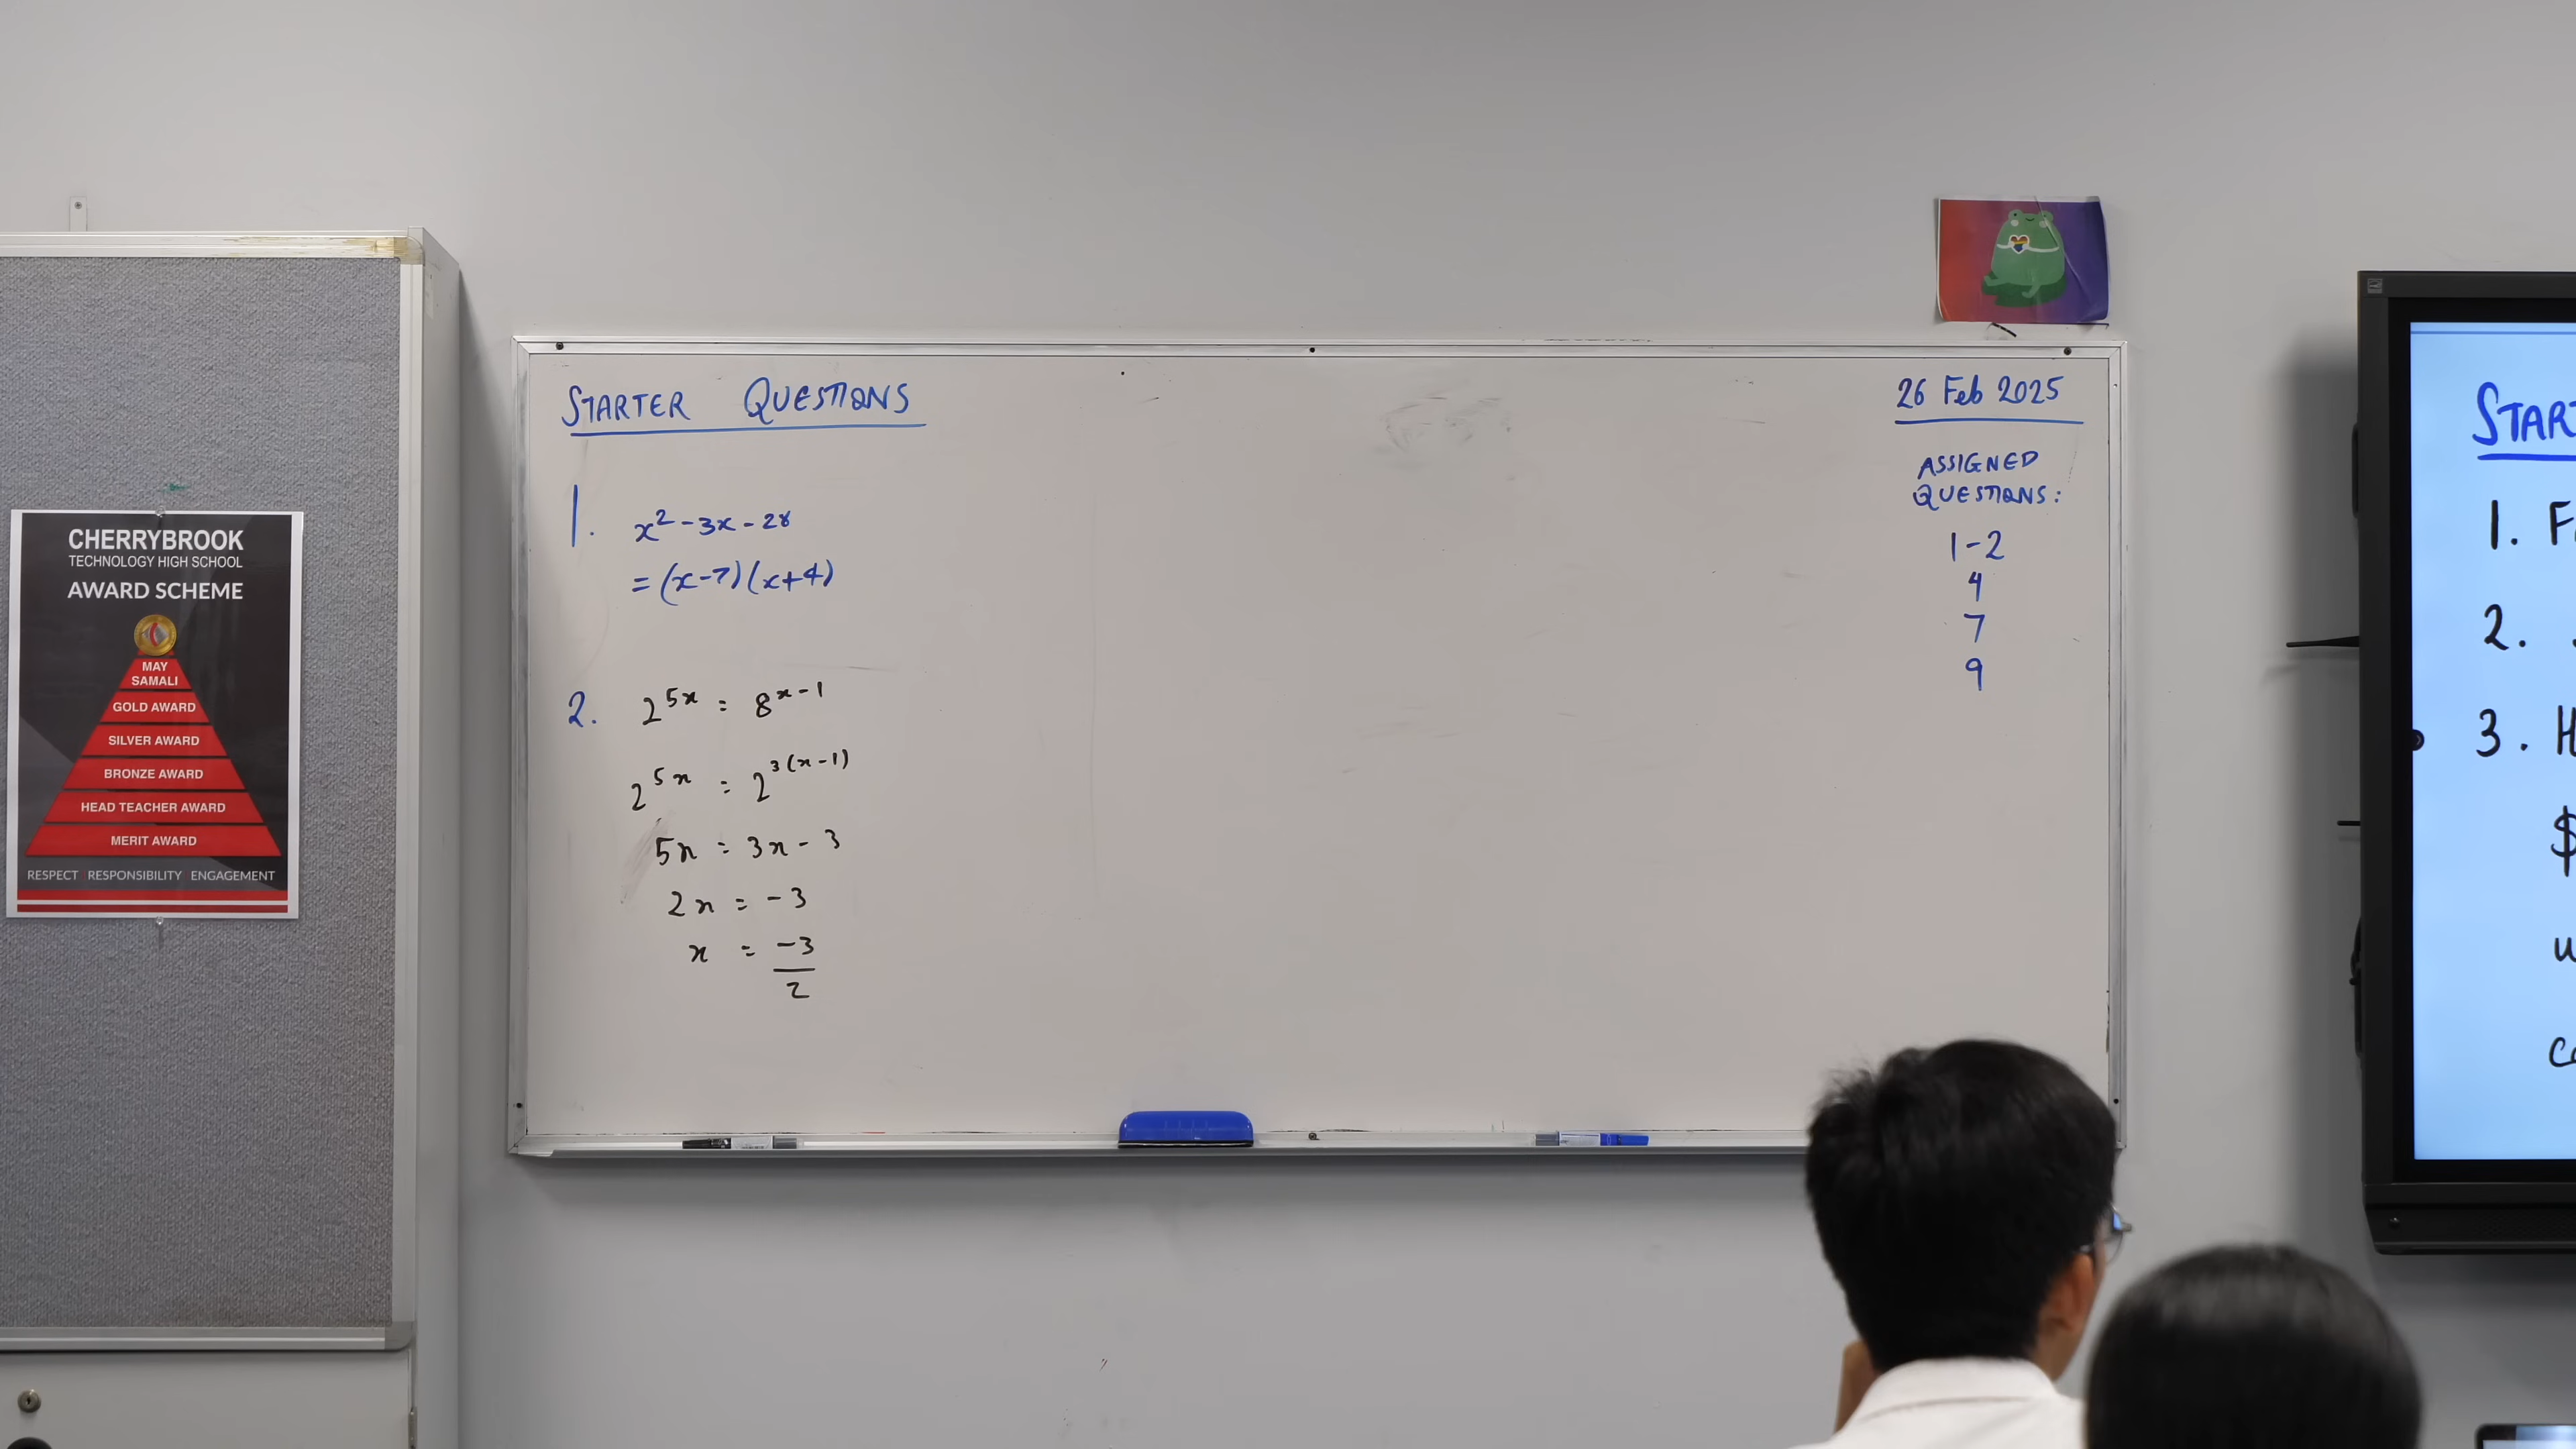 CHERRYBROOK
TECHNOLOGY HIGH SCHOOL
AWARD SCHEME
MAY
SAMALI
GOLD AWARD
SILVER AWARD
BRONZE AWARD
HEAD TEACHER AWARD
MERIT AWARD
RESPECT RESPONSIBILITY ENGAGEMENT
STARTER QUESTIONS
1. x² - 3x - 28
= (x-7)(x+4)
2. 2^{5x} = 8^{x-1}
2^{5x} = 2^{3(x-1)}
5x = 3x - 3
2x = -3
x = -3/2
26 Feb 2025
ASSIGNED
QUESTIONS:
1-2
4
7
9
1.
2.
3.
$